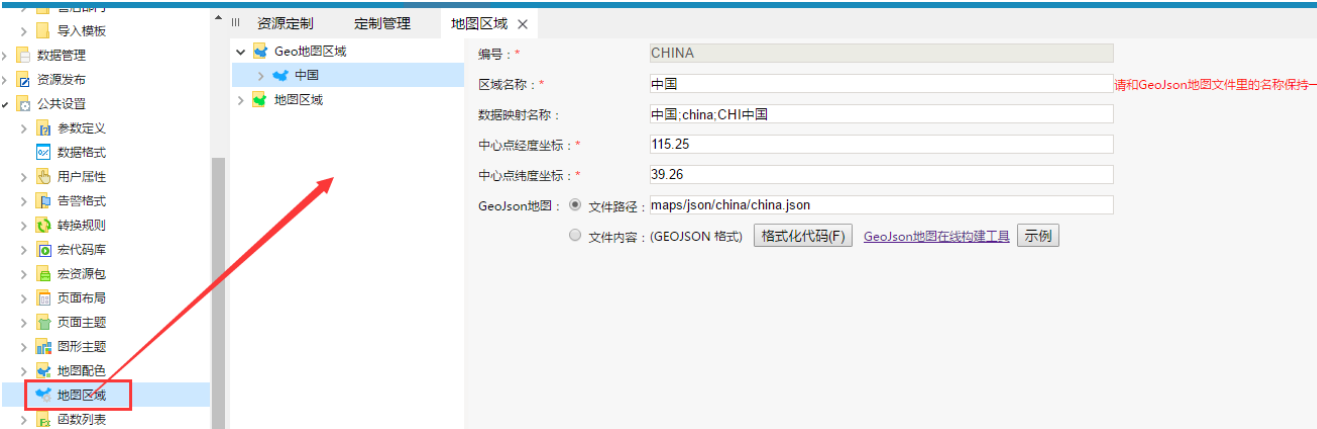 导入模板
数据管理
资源发布
公共设置
参数定义
数据格式
用户属性
告警格式
转换规则
宏代码库
宏资源包
页面布局
页面主题
图形主题
地图配色
地图区域
函数列表
资源定制 定制管理 地图区域
Geo地图区域
中国
地图区域
编号：* CHINA
区域名称：* 中国 请和GeoJson地图文件里的名称保持一
数据映射名称： 中国;china;CHI中国
中心点经度坐标：* 115.25
中心点纬度坐标：* 39.26
GeoJson地图： 文件路径：maps/json/china/china.json
文件内容：(GEOJSON 格式) 格式化代码(F) GeoJson地图在线构建工具 示例